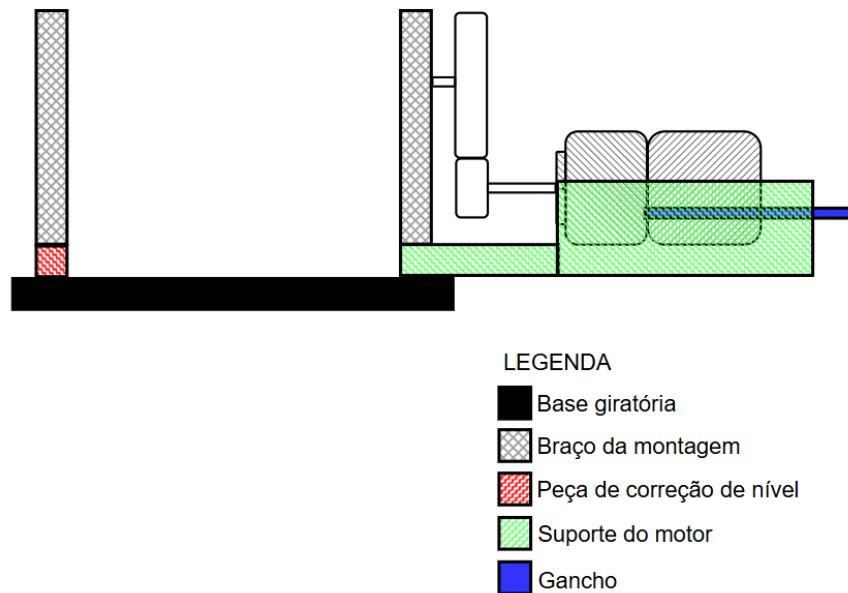 LEGENDA
Base giratória
Braço da montagem
Peça de correção de nível
Suporte do motor
Gancho